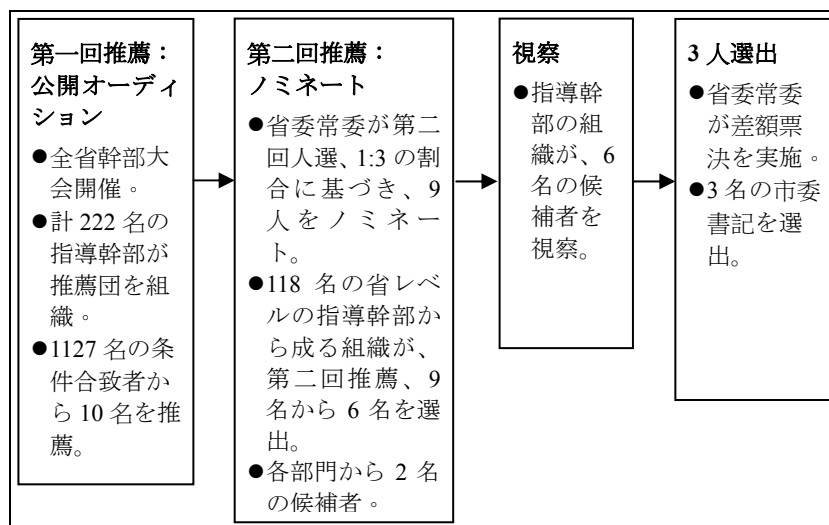 第一回推薦：
公開オーディ
ション
●全省幹部大
会開催。
●計 222 名の
指導幹部が
推薦団を組
織。
●1127 名の条
件合致者か
ら 10 名を推
薦。
第二回推薦：
ノミネート
●省委常委が第二
回人選、1:3 の割
合に基づき、9
人をノミネー
ト。
●118 名の省レベ
ルの指導幹部か
ら成る組織が、
第二回推薦、9
名から 6 名を選
出。
●各部門から 2 名
の候補者。
視察
●指導幹
部の組
織が、6
名の候
補者を
視察。
3 人選出
●省委常委
が差額票
決を実施。
●3 名の市委
書記を選
出。